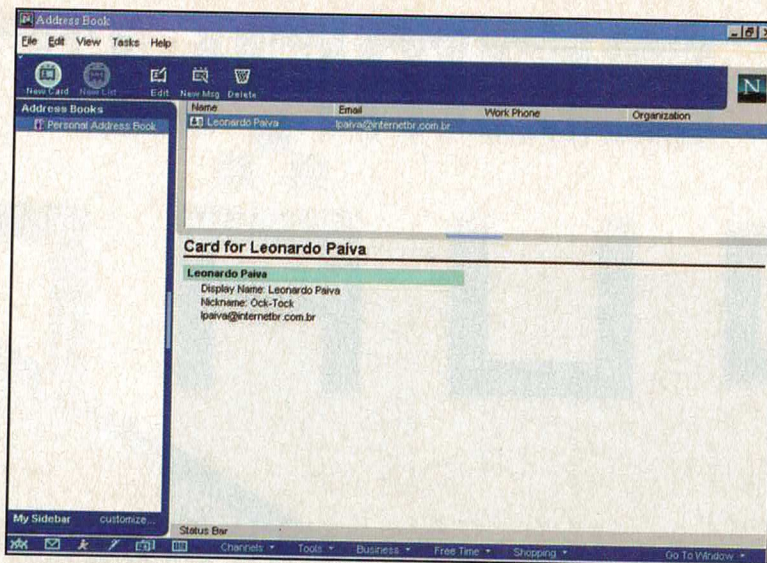 Address Book
File Edit View Tasks Help
New Card New List Edit New Msg Delete
N
Address Books
Personal Address Book
Name Email Work Phone Organization
Leonardo Paiva lpaiva@internetbr.com.br
Card for Leonardo Paiva
Leonardo Paiva
Display Name: Leonardo Paiva
Nickname: Ock-Tock
lpaiva@internetbr.com.br
My Sidebar customize...
Status Bar
Channels Tools Business Free Time Shopping Go To Window